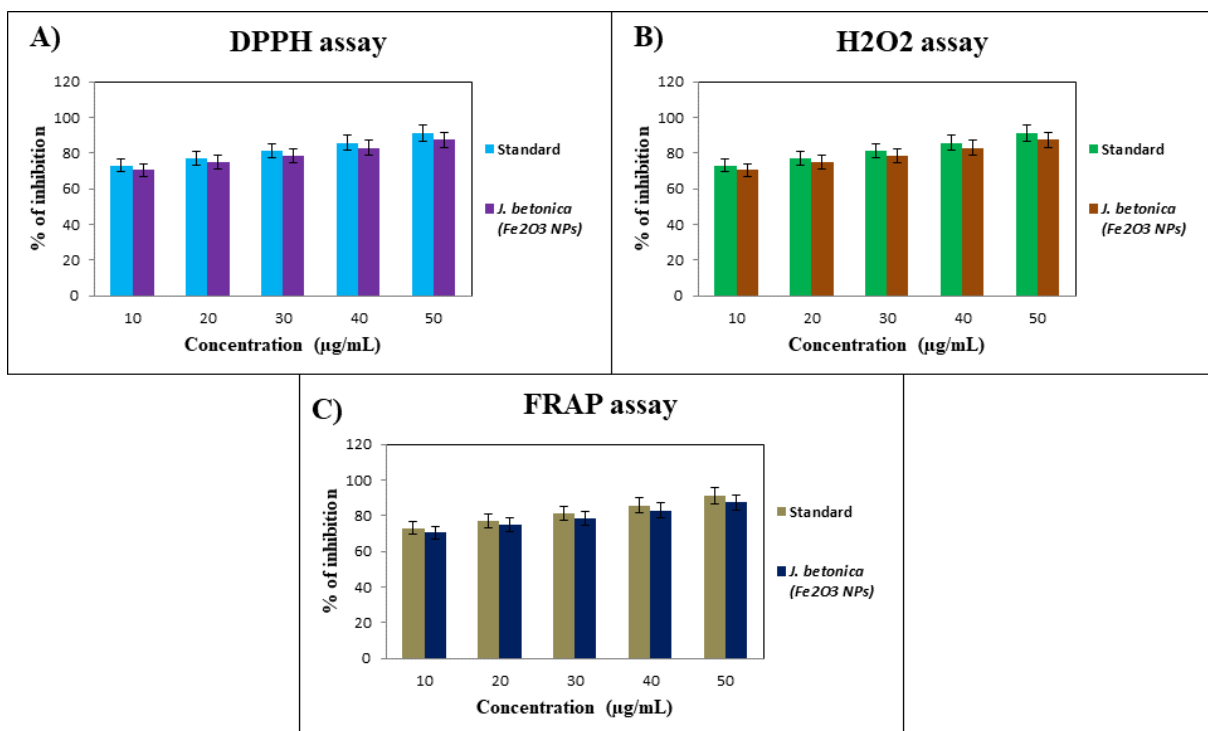 A)
DPPH assay
120
100
80
60
40
20
0
% of inhibition
10 20 30 40 50
Concentration (µg/mL)
Standard
J. betonica
(Fe2O3 NPs)
B)
H2O2 assay
120
100
80
60
40
20
0
% of inhibition
10 20 30 40 50
Concentration (µg/mL)
Standard
J. betonica
(Fe2O3 NPs)
C)
FRAP assay
120
100
80
60
40
20
0
% of inhibition
10 20 30 40 50
Concentration (µg/mL)
Standard
J. betonica
(Fe2O3 NPs)